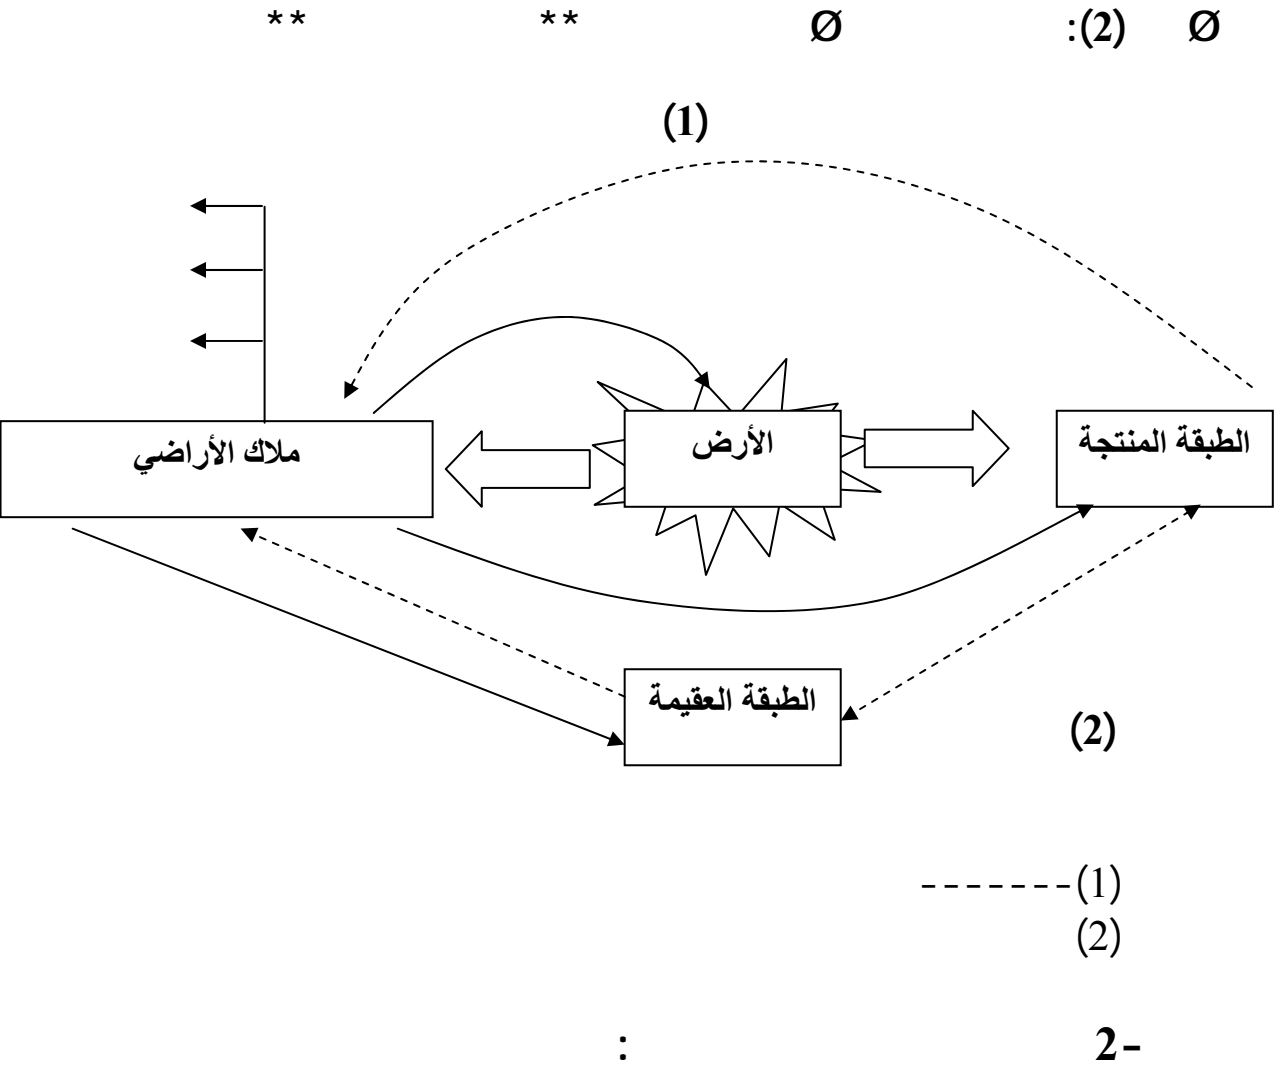 Ø (2): Ø ** **
(1)
الطبقة المنتجة
الأرض
ملاك الأراضي
الطبقة العقيمة
(2)
(1)-------
(2)
2- :